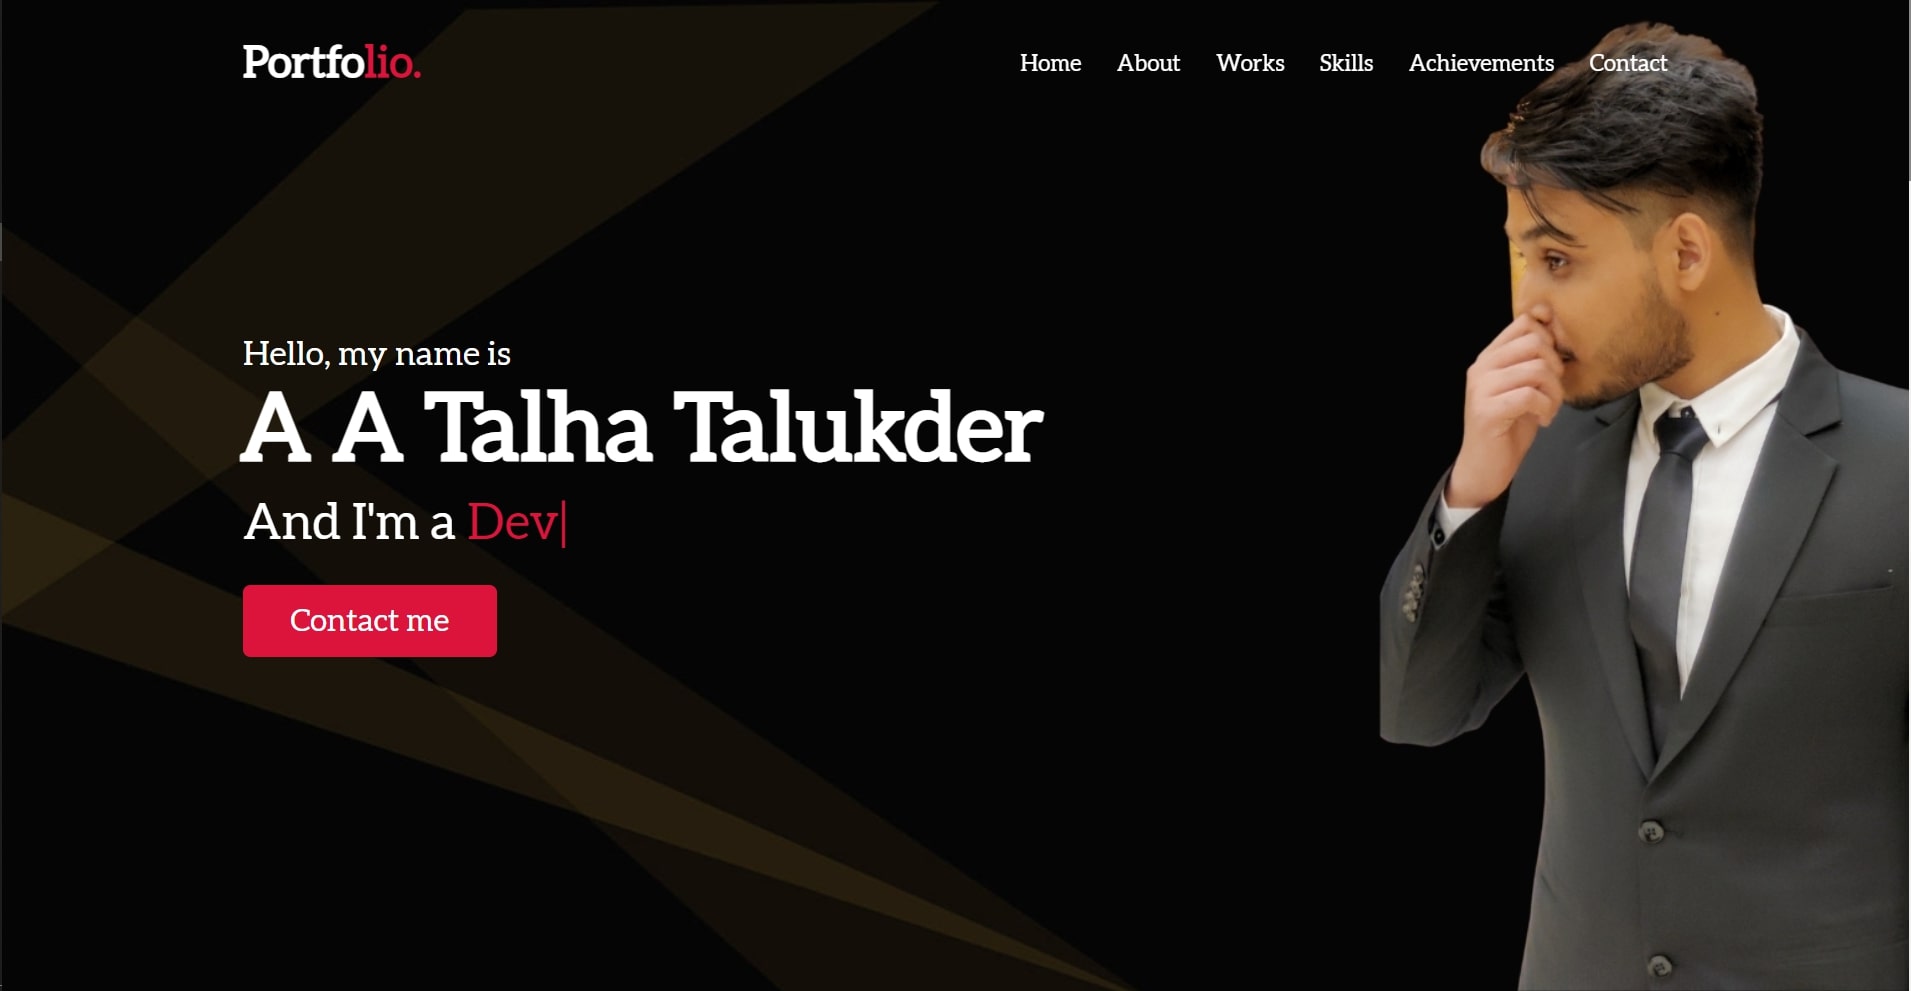 Portfolio.
Home About Works Skills Achievements Contact
Hello, my name is
A A Talha Talukder
And I'm a Dev|
Contact me